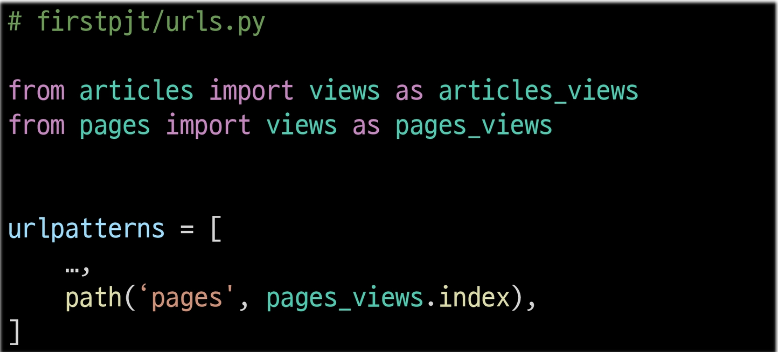 # firstpjt/urls.py
from articles import views as articles_views
from pages import views as pages_views
urlpatterns = [
…,
path(‘pages', pages_views.index),
]